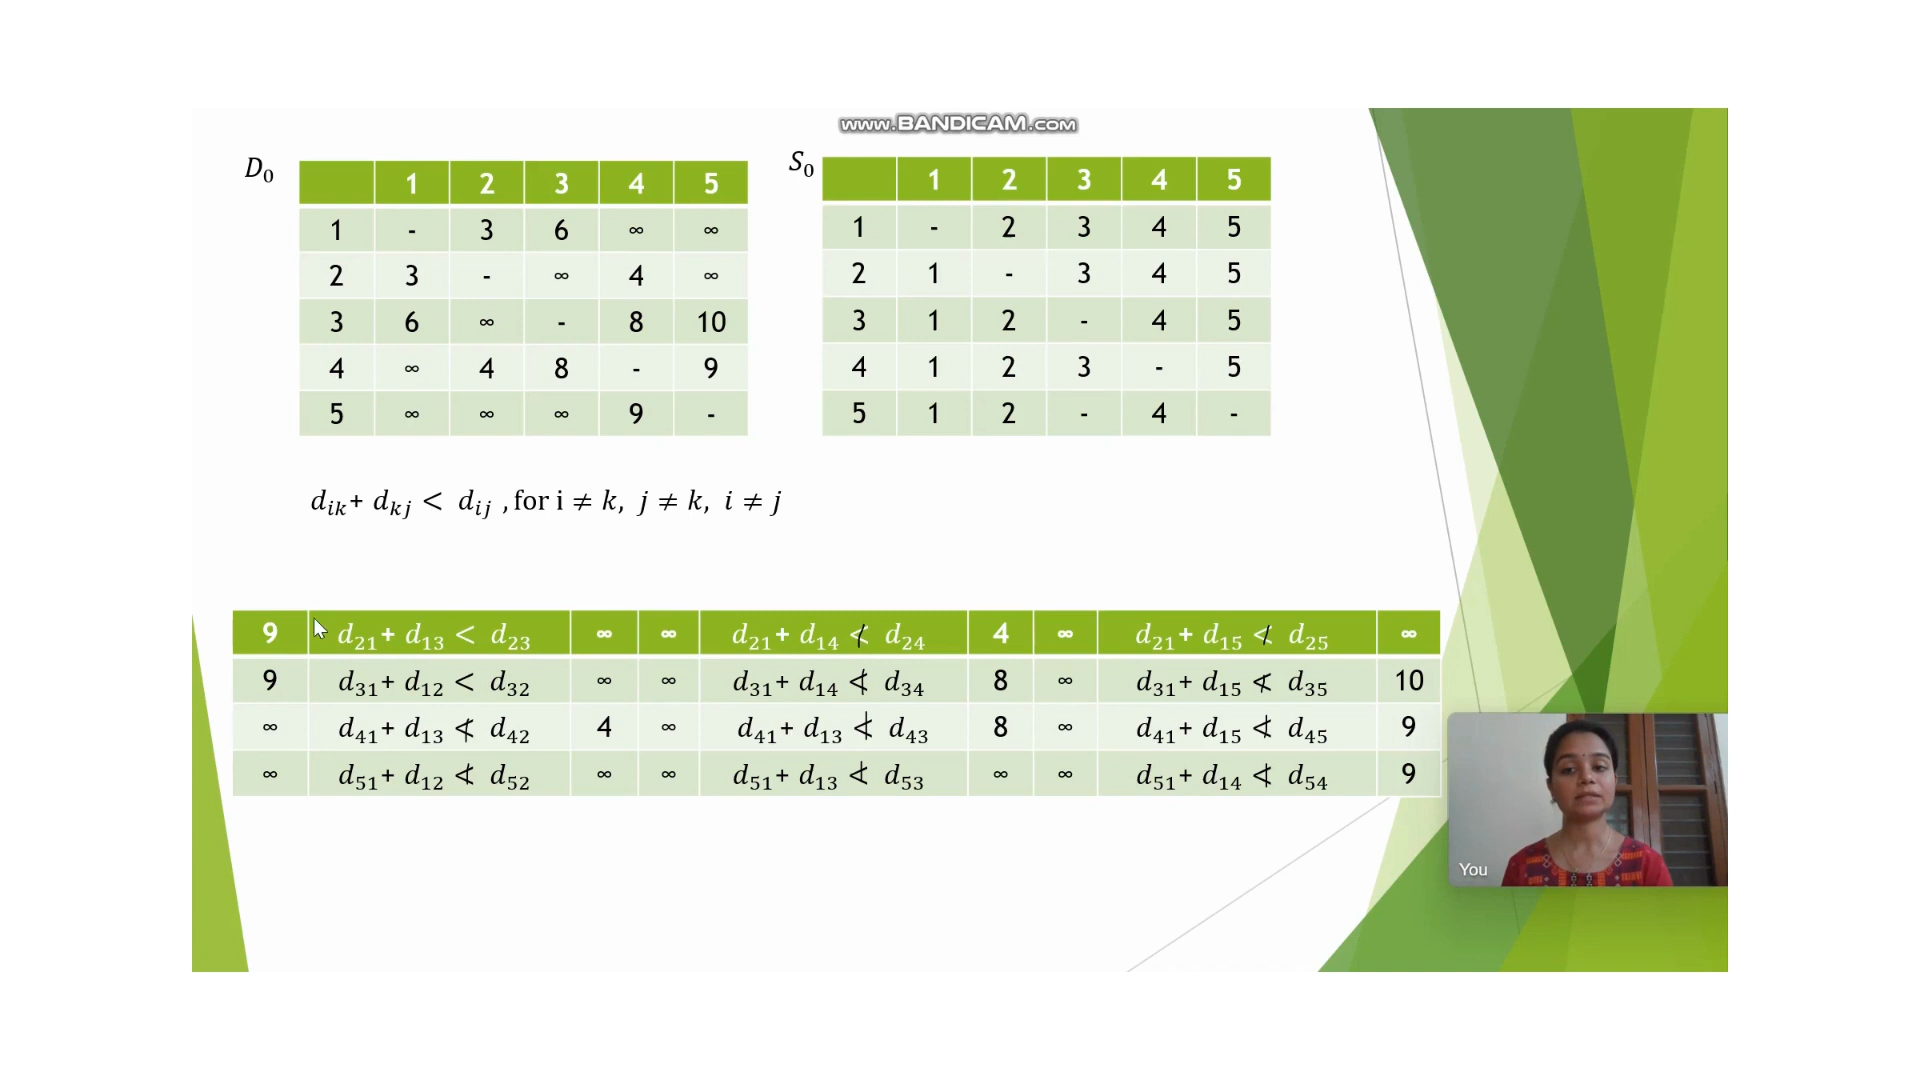 www.BANDICAM.com
D₀
1 2 3 4 5
1 - 3 6 ∞ ∞
2 3 - ∞ 4 ∞
3 6 ∞ - 8 10
4 ∞ 4 8 - 9
5 ∞ ∞ ∞ 9 -
S₀
1 2 3 4 5
1 - 2 3 4 5
2 1 - 3 4 5
3 1 2 - 4 5
4 1 2 3 - 5
5 1 2 - 4 -
dᵢₖ + dₖⱼ < dᵢⱼ , for i ≠ k, j ≠ k, i ≠ j
9 d₂₁ + d₁₃ < d₂₃ ∞ ∞ d₂₁ + d₁₄ ≮ d₂₄ 4 ∞ d₂₁ + d₁₅ ≮ d₂₅ ∞
9 d₃₁ + d₁₂ < d₃₂ ∞ ∞ d₃₁ + d₁₄ ≮ d₃₄ 8 ∞ d₃₁ + d₁₅ ≮ d₃₅ 10
∞ d₄₁ + d₁₃ ≮ d₄₂ 4 ∞ d₄₁ + d₁₃ ≮ d₄₃ 8 ∞ d₄₁ + d₁₅ ≮ d₄₅ 9
∞ d₅₁ + d₁₂ ≮ d₅₂ ∞ ∞ d₅₁ + d₁₃ ≮ d₅₃ ∞ ∞ d₅₁ + d₁₄ ≮ d₅₄ 9
You